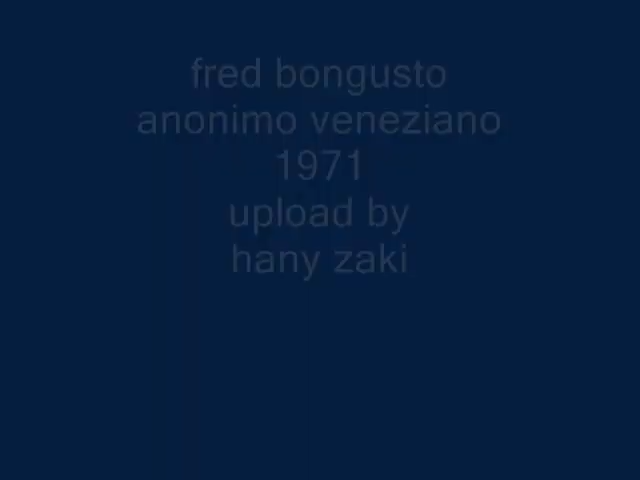 fred bongusto
anonimo veneziano
1971
upload by
hany zaki